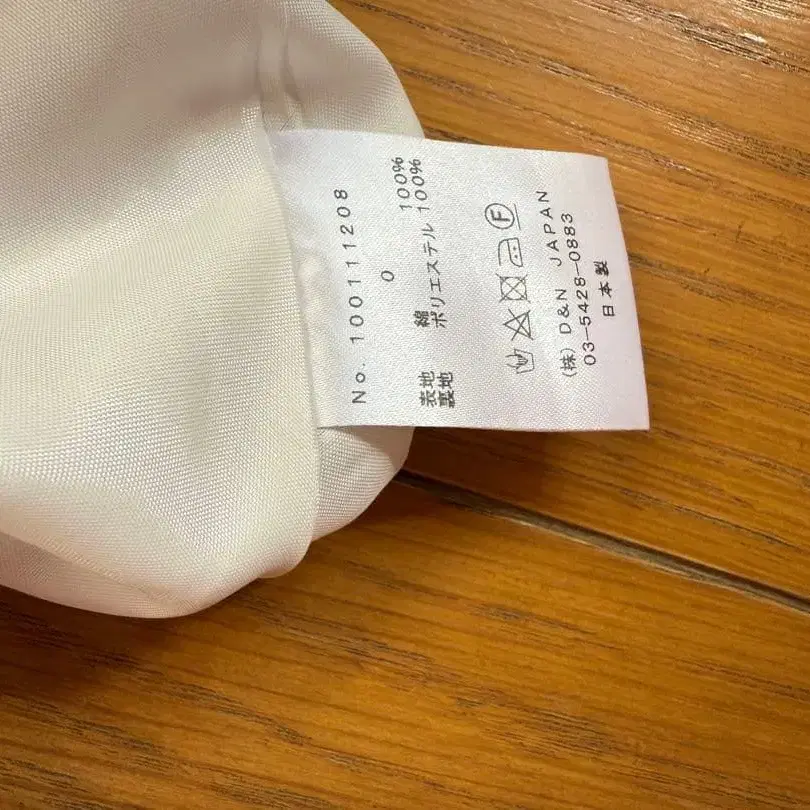 No. 100111208
0
表地 綿 100%
裏地 ポリエステル 100%
F
(株) D&N JAPAN
03-5428-0883
日本製